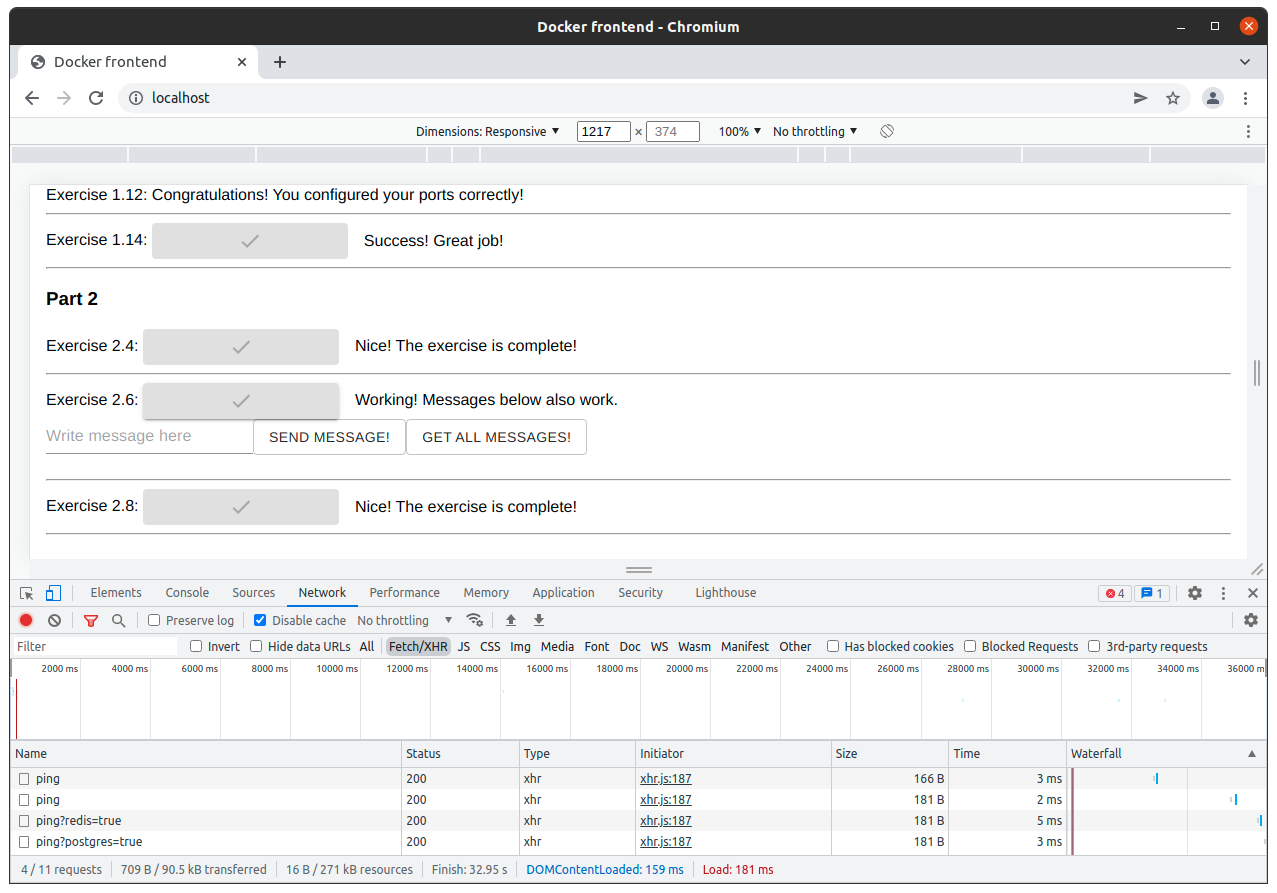 Docker frontend - Chromium
Docker frontend
localhost
Dimensions: Responsive 1217 × 374 100% No throttling
Exercise 1.12: Congratulations! You configured your ports correctly!
Exercise 1.14: Success! Great job!
Part 2
Exercise 2.4: Nice! The exercise is complete!
Exercise 2.6: Working! Messages below also work.
Write message here SEND MESSAGE! GET ALL MESSAGES!
Exercise 2.8: Nice! The exercise is complete!
Elements Console Sources Network Performance Memory Application Security Lighthouse 4 1
Preserve log Disable cache No throttling
Filter Invert Hide data URLs All Fetch/XHR JS CSS Img Media Font Doc WS Wasm Manifest Other Has blocked cookies Blocked Requests 3rd-party requests
2000 ms 4000 ms 6000 ms 8000 ms 10000 ms 12000 ms 14000 ms 16000 ms 18000 ms 20000 ms 22000 ms 24000 ms 26000 ms 28000 ms 30000 ms 32000 ms 34000 ms 36000 m
Name Status Type Initiator Size Time Waterfall
ping 200 xhr xhr.js:187 166 B 3 ms
ping 200 xhr xhr.js:187 181 B 2 ms
ping?redis=true 200 xhr xhr.js:187 181 B 5 ms
ping?postgres=true 200 xhr xhr.js:187 181 B 3 ms
4 / 11 requests 709 B / 90.5 kB transferred 16 B / 271 kB resources Finish: 32.95 s DOMContentLoaded: 159 ms Load: 181 ms